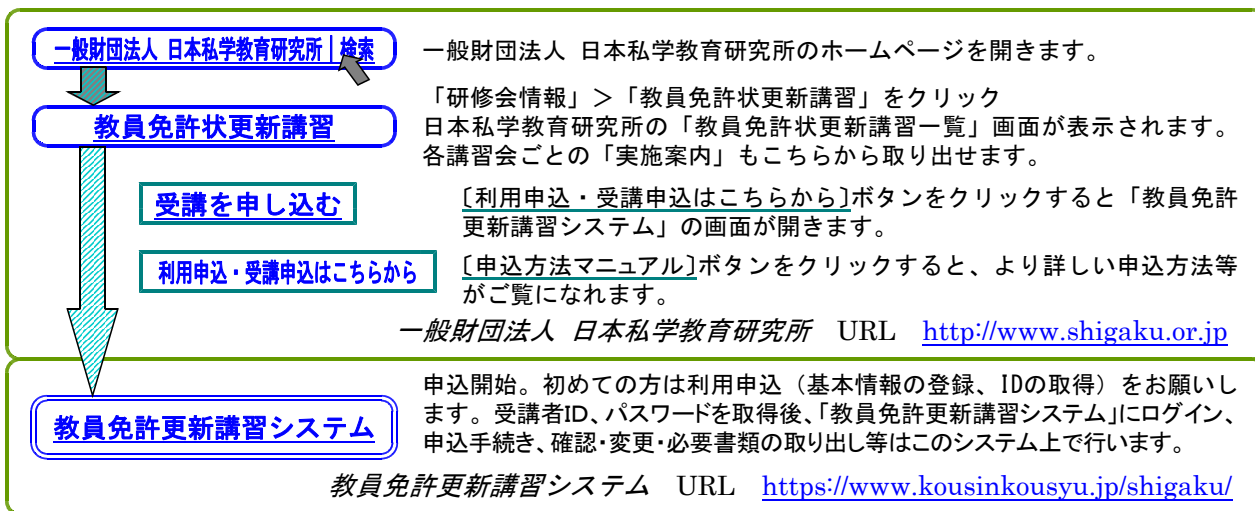 一般財団法人 日本私学教育研究所│検索
一般財団法人 日本私学教育研究所のホームページを開きます。
「研修会情報」＞「教員免許状更新講習」をクリック
教員免許状更新講習
日本私学教育研究所の「教員免許状更新講習一覧」画面が表示されます。
各講習会ごとの「実施案内」もこちらから取り出せます。
受講を申し込む
〔利用申込・受講申込はこちらから〕ボタンをクリックすると「教員免許
更新講習システム」の画面が開きます。
利用申込・受講申込はこちらから
〔申込方法マニュアル〕ボタンをクリックすると、より詳しい申込方法等
がご覧になれます。
一般財団法人 日本私学教育研究所　URL　http://www.shigaku.or.jp
教員免許更新講習システム
申込開始。初めての方は利用申込（基本情報の登録、IDの取得）をお願いし
ます。受講者ID、パスワードを取得後、「教員免許更新講習システム」にログイン、
申込手続き、確認・変更・必要書類の取り出し等はこのシステム上で行います。
教員免許更新講習システム　URL　https://www.kousinkousyu.jp/shigaku/